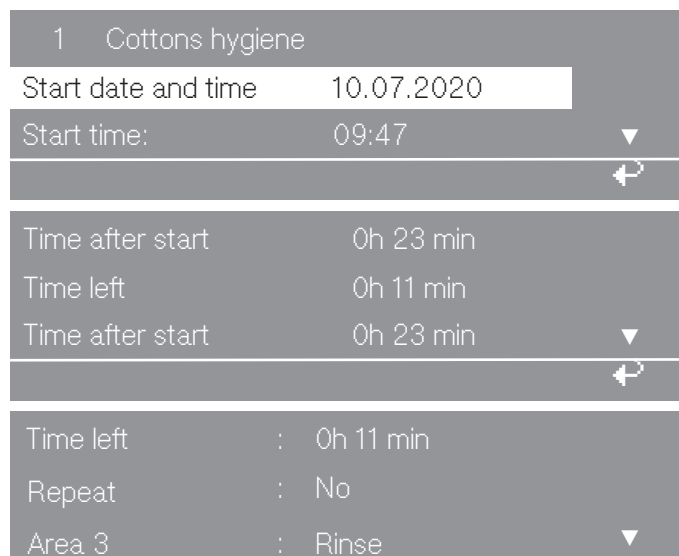 1 Cottons hygiene
Start date and time 10.07.2020
Start time: 09:47
Time after start 0h 23 min
Time left 0h 11 min
Time after start 0h 23 min
Time left : 0h 11 min
Repeat : No
Area 3 : Rinse